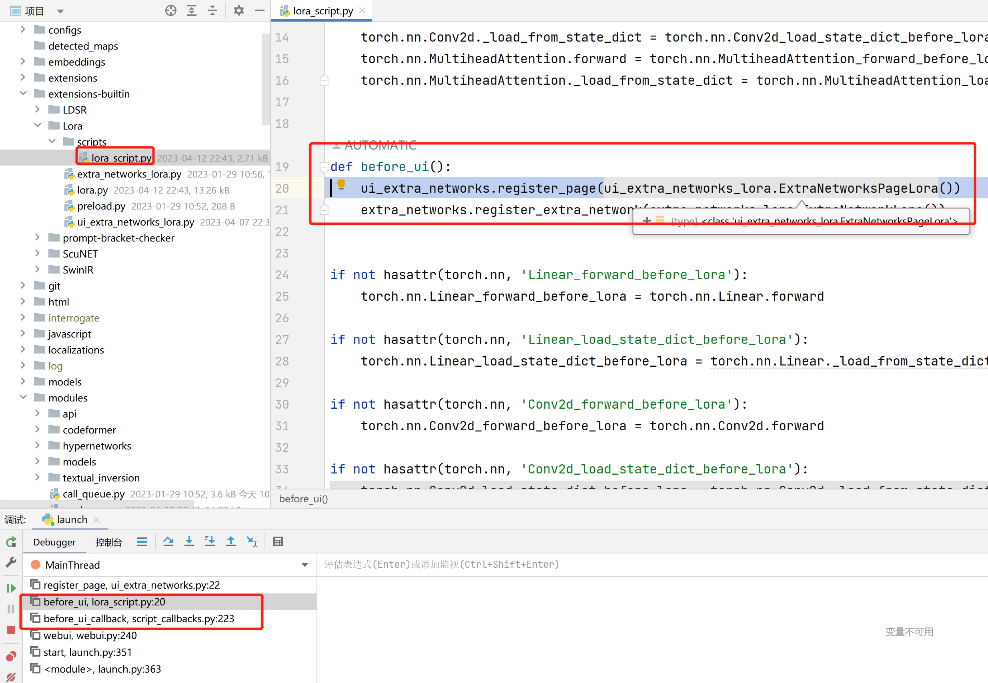 项目
configs
detected_maps
embeddings
extensions
extensions-builtin
LDSR
Lora
scripts
lora_script.py 2023-04-12 22:43, 2.71 kB
extra_networks_lora.py 2023-01-29 10:56,
lora.py 2023-04-12 22:43, 13.26 kB
preload.py 2023-01-29 10:52, 208 B
ui_extra_networks_lora.py 2023-04-07 22:3
prompt-bracket-checker
ScuNET
SwinIR
git
html
interrogate
javascript
localizations
log
models
modules
api
codeformer
hypernetworks
models
textual_inversion
call_queue.py 2023-01-29 10:52, 3.6 kB 今天 10
lora_script.py
14 torch.nn.Conv2d._load_from_state_dict = torch.nn.Conv2d_load_state_dict_before_lora
15 torch.nn.MultiheadAttention.forward = torch.nn.MultiheadAttention_forward_before_lo
16 torch.nn.MultiheadAttention._load_from_state_dict = torch.nn.MultiheadAttention_loa
17
18
AUTOMATIC
19 def before_ui():
20 ui_extra_networks.register_page(ui_extra_networks_lora.ExtraNetworksPageLora())
21 extra_networks.register_extra_network(extra_networks_lora.ExtraNetworkLora())
(type) <class 'ui_extra_networks_lora.ExtraNetworksPageLora'>
22
23
24 if not hasattr(torch.nn, 'Linear_forward_before_lora'):
25 torch.nn.Linear_forward_before_lora = torch.nn.Linear.forward
26
27 if not hasattr(torch.nn, 'Linear_load_state_dict_before_lora'):
28 torch.nn.Linear_load_state_dict_before_lora = torch.nn.Linear._load_from_state_dict
29
30 if not hasattr(torch.nn, 'Conv2d_forward_before_lora'):
31 torch.nn.Conv2d_forward_before_lora = torch.nn.Conv2d.forward
32
33 if not hasattr(torch.nn, 'Conv2d_load_state_dict_before_lora'):
before_ui()
调试: launch
Debugger 控制台
MainThread
register_page, ui_extra_networks.py:22
before_ui, lora_script.py:20
before_ui_callback, script_callbacks.py:223
webui, webui.py:240
start, launch.py:351
<module>, launch.py:363
评估表达式(Enter)或添加监视(Ctrl+Shift+Enter)
变量不可用